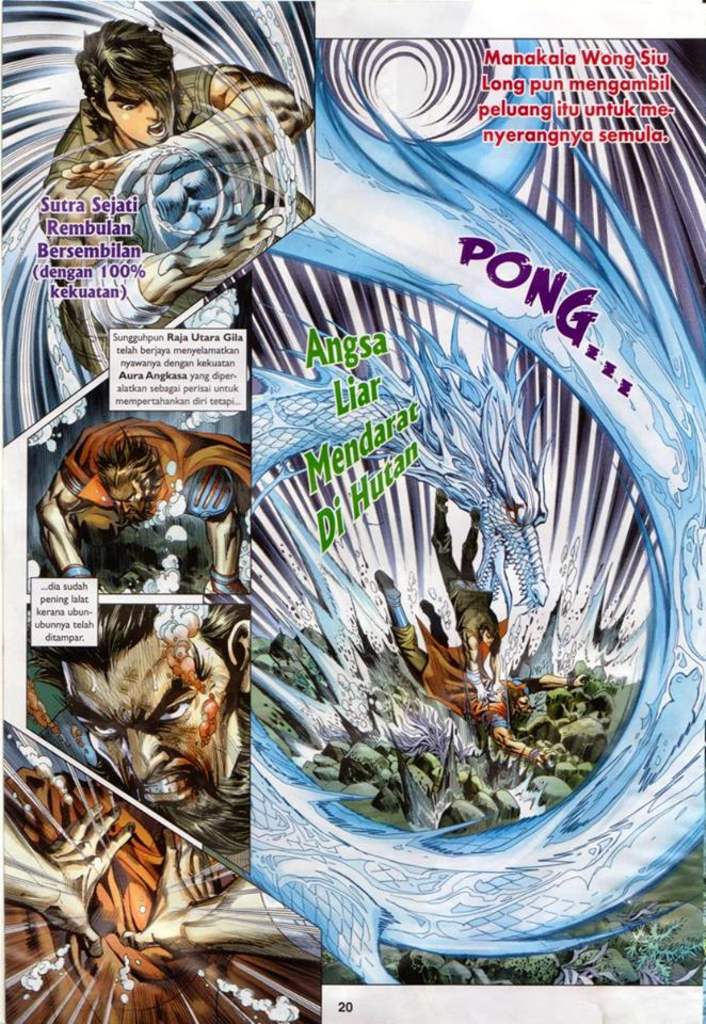 Sutra Sejati
Rembulan
Bersembilan
(dengan 100%
kekuatan)
Sungguhpun Raja Utara Gila
telah berjaya menyelamatkan
nyawanya dengan kekuatan
Aura Angkasa yang diper-
alatkan sebagai perisai untuk
mempertahankan diri tetapi...
...dia sudah
pening lalat
kerana ubun-
ubunnya telah
ditampar.
Manakala Wong Siu
Long pun mengambil
peluang itu untuk me-
nyerangnya semula.
PONG...
Angsa
Liar
Mendarat
Di Hutan
20